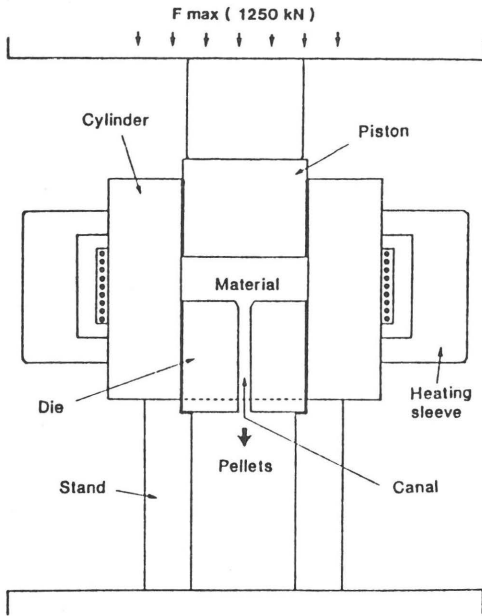 F max ( 1250 kN )
Cylinder
Piston
Material
Die
Heating
sleeve
Pellets
Stand
Canal